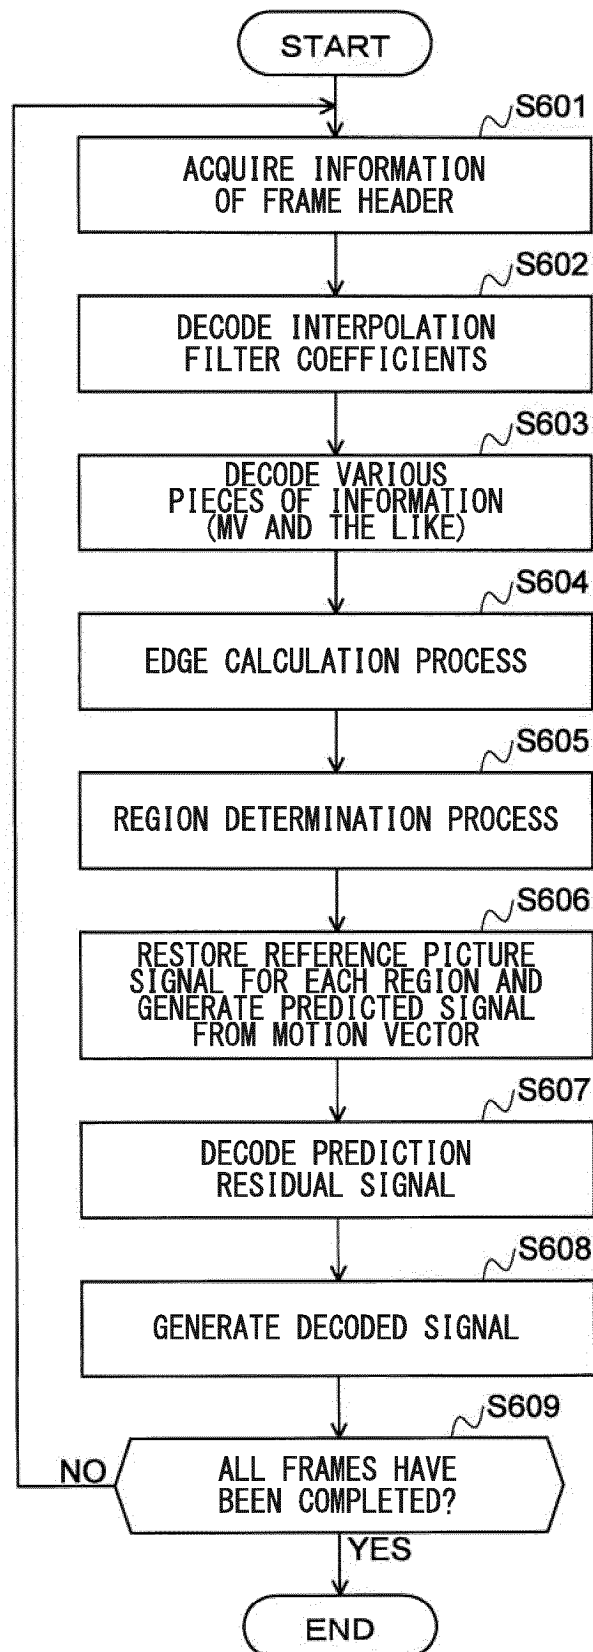 START
S601
ACQUIRE INFORMATION
OF FRAME HEADER
S602
DECODE INTERPOLATION
FILTER COEFFICIENTS
S603
DECODE VARIOUS
PIECES OF INFORMATION
(MV AND THE LIKE)
S604
EDGE CALCULATION PROCESS
S605
REGION DETERMINATION PROCESS
S606
RESTORE REFERENCE PICTURE
SIGNAL FOR EACH REGION AND
GENERATE PREDICTED SIGNAL
FROM MOTION VECTOR
S607
DECODE PREDICTION
RESIDUAL SIGNAL
S608
GENERATE DECODED SIGNAL
S609
ALL FRAMES HAVE
BEEN COMPLETED?
NO
YES
END